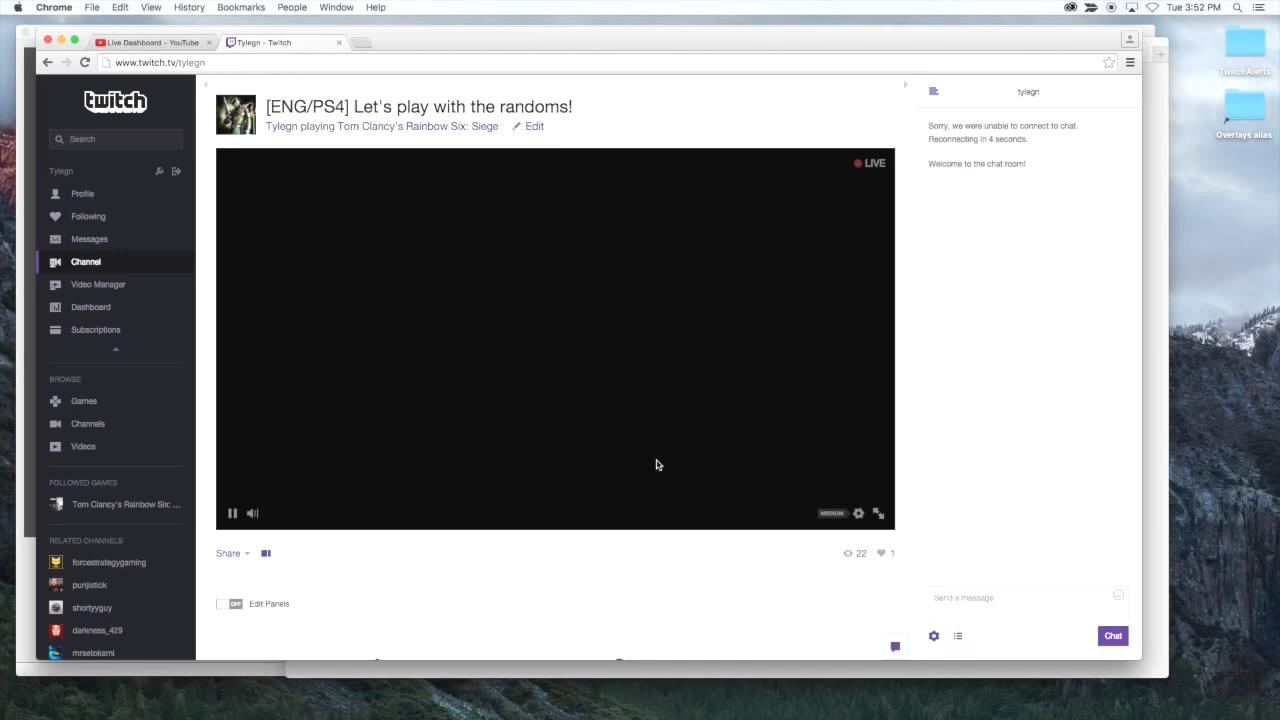 Chrome File Edit View History Bookmarks People Window Help
Tue 3:52 PM
Live Dashboard - YouTube
Tylegn - Twitch
www.twitch.tv/tylegn
TwitchAlerts
Overlays alias
twitch
Search
Tylegn
Profile
Following
Messages
Channel
Video Manager
Dashboard
Subscriptions
BROWSE
Games
Channels
Videos
FOLLOWED GAMES
Tom Clancy's Rainbow Six: ...
RELATED CHANNELS
forcestrategygaming
punjistick
shortyyguy
darkness_429
mrsetokami
[ENG/PS4] Let's play with the randoms!
Tylegn playing Tom Clancy's Rainbow Six: Siege
Edit
LIVE
MEDIUM
Share
22
1
OFF
Edit Panels
tylegn
Sorry, we were unable to connect to chat.
Reconnecting in 4 seconds.
Welcome to the chat room!
Send a message
Chat